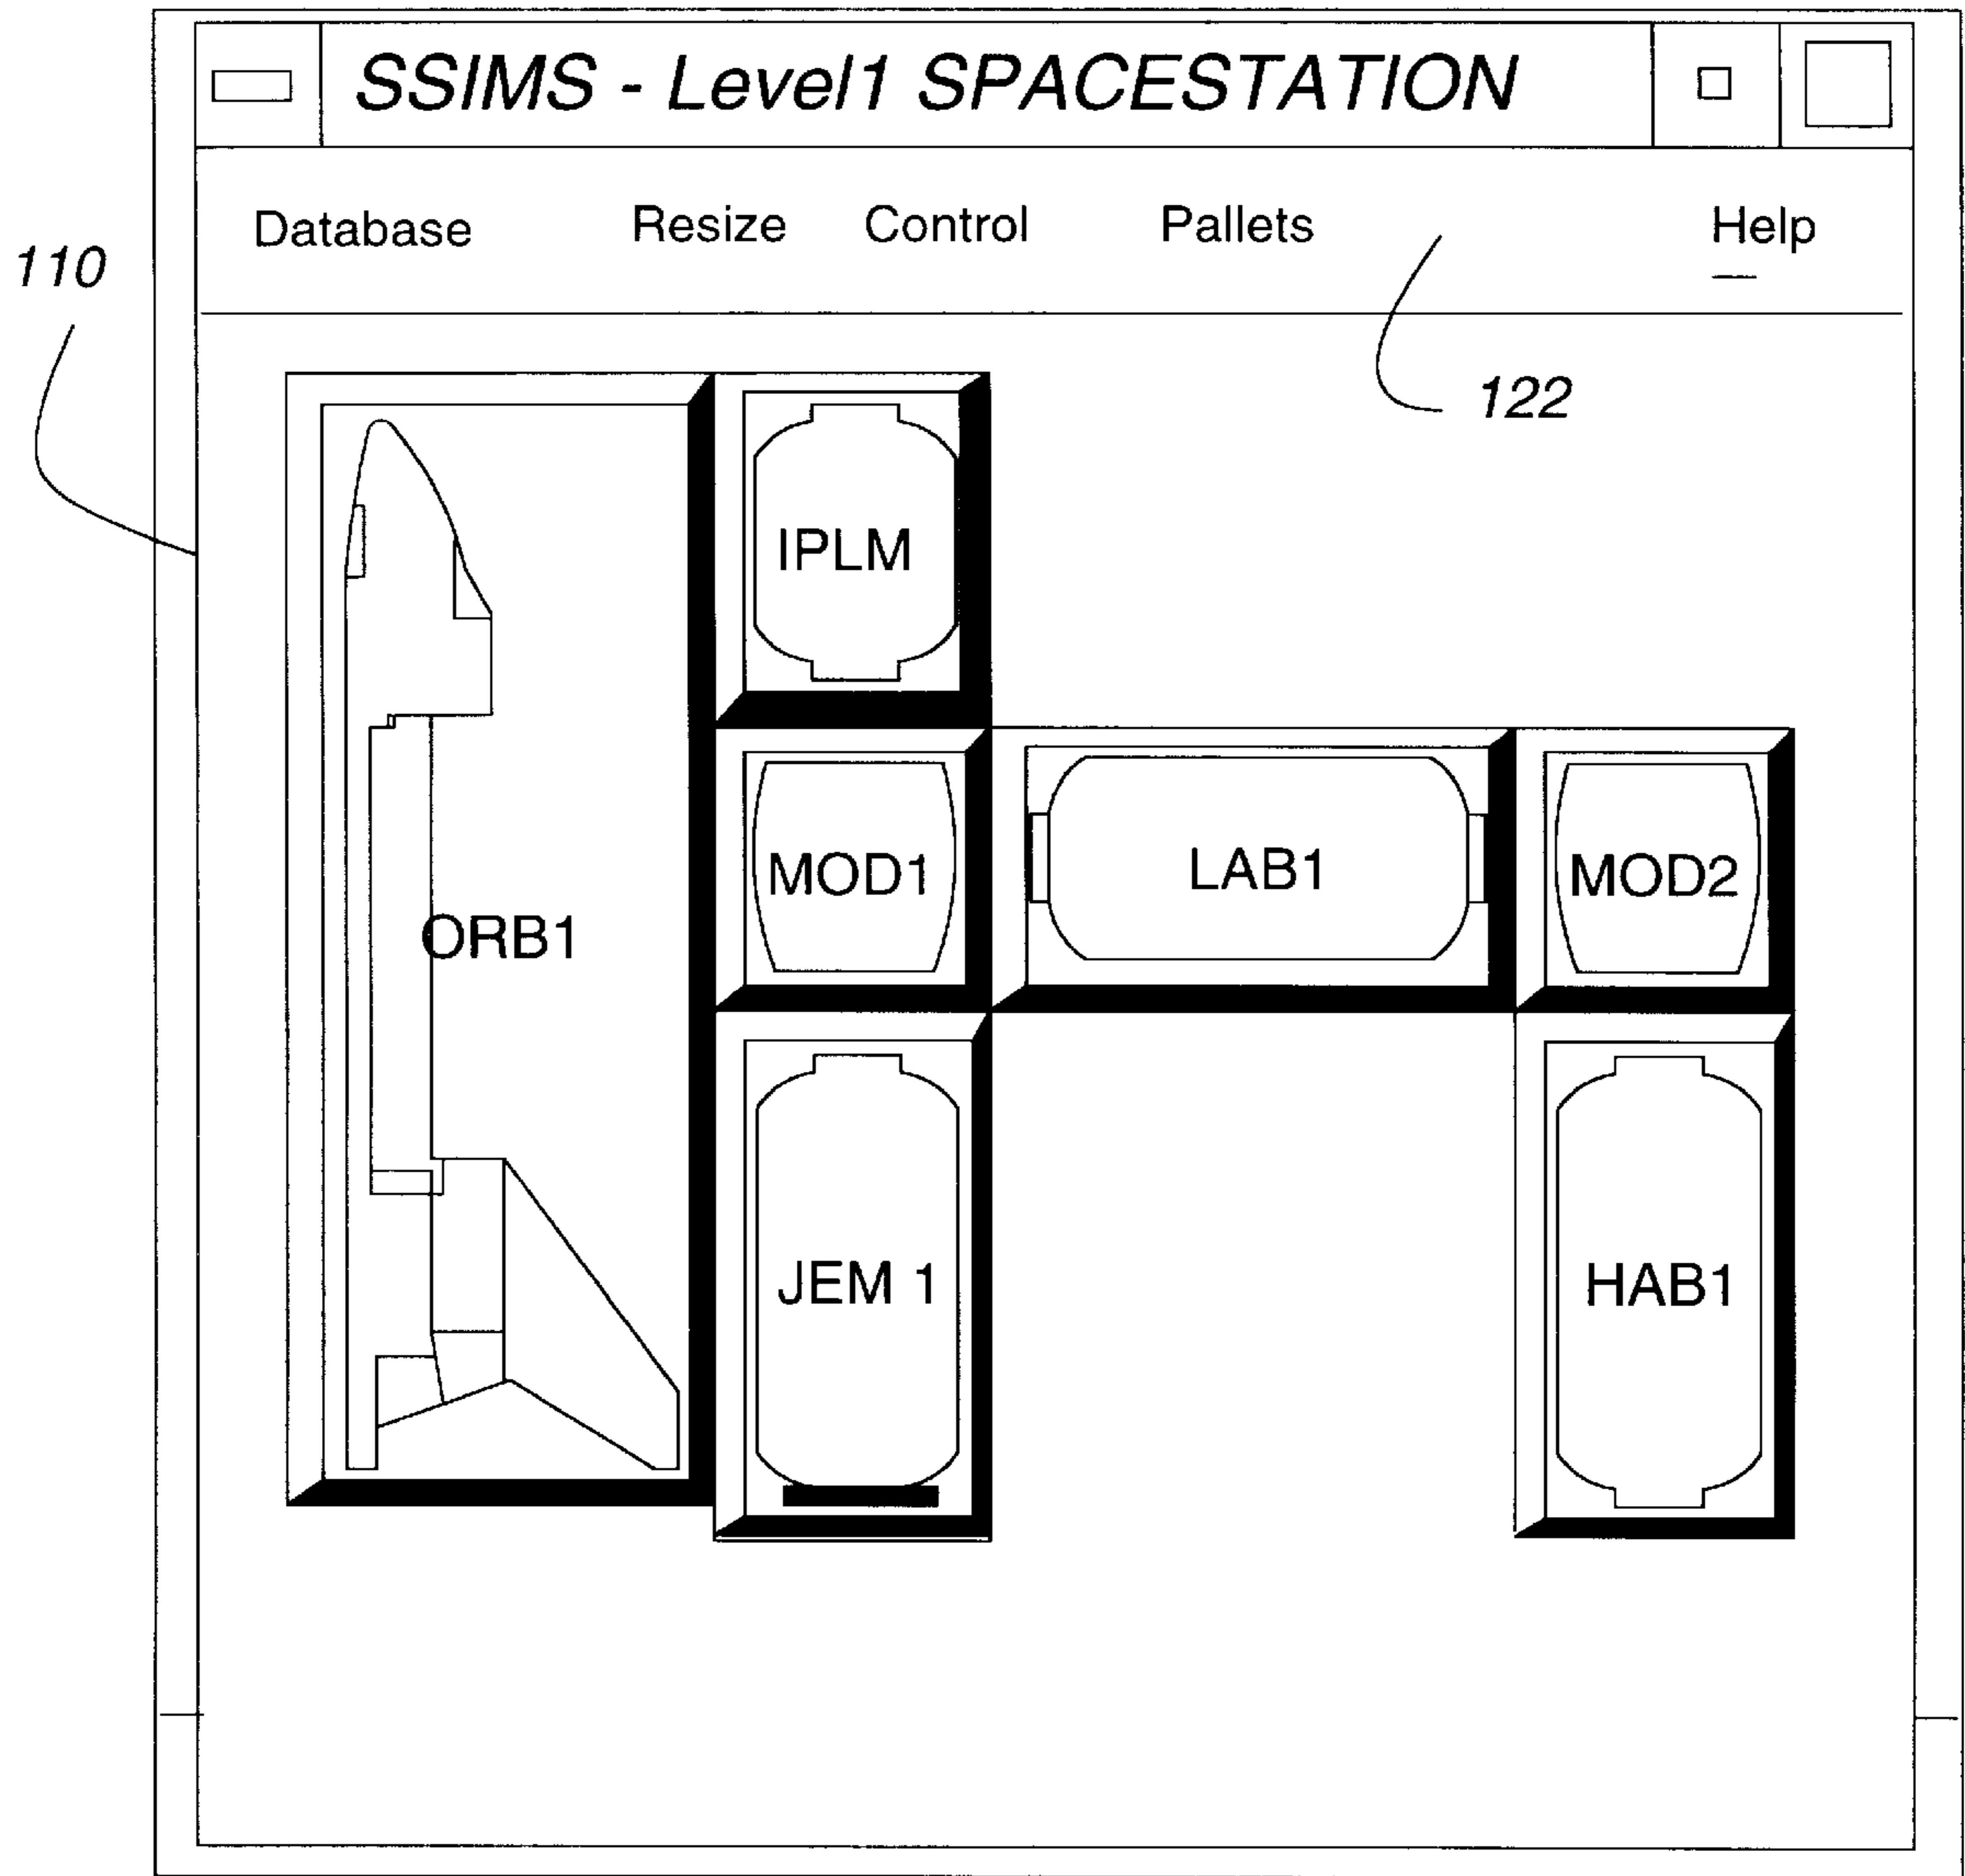 SSIMS - Level1 SPACESTATION
Database Resize Control Pallets Help
110
122
IPLM
MOD1
LAB1
MOD2
ORB1
JEM 1
HAB1